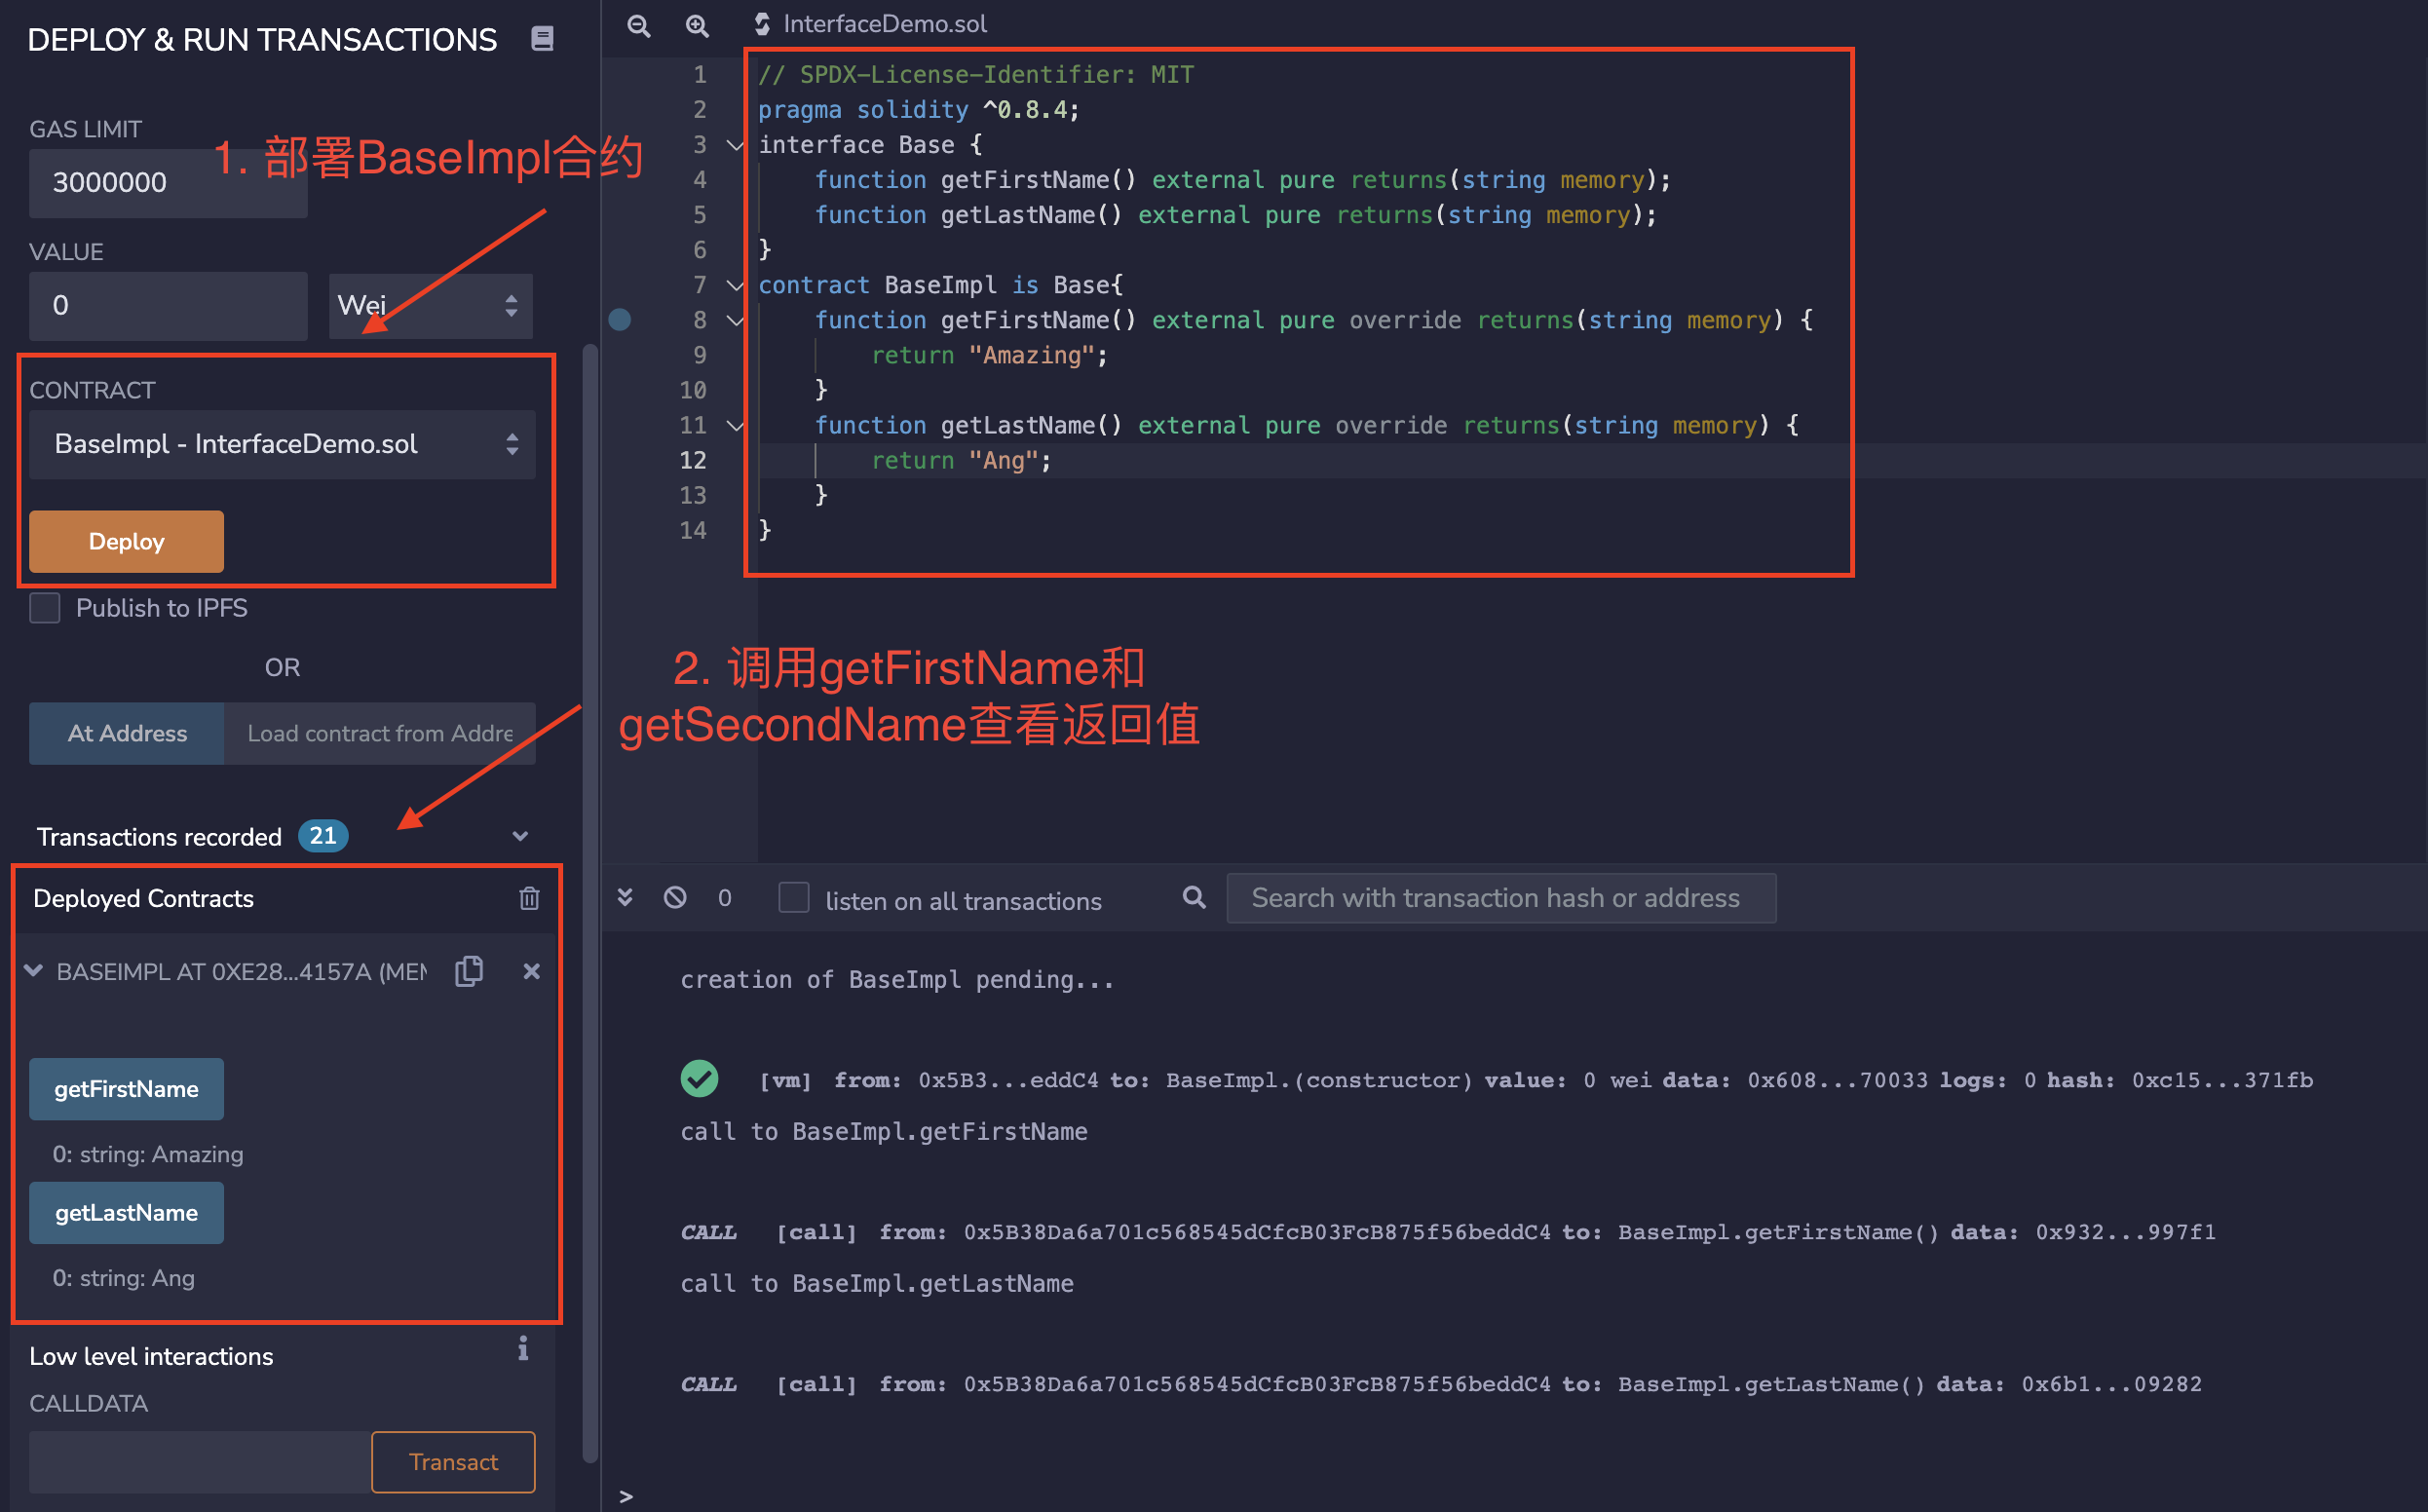 DEPLOY & RUN TRANSACTIONS
GAS LIMIT
3000000
1. 部署BaseImpl合约
VALUE
0
Wei
CONTRACT
BaseImpl - InterfaceDemo.sol
Deploy
Publish to IPFS
OR
At Address
Load contract from Addre
Transactions recorded 21
Deployed Contracts
BASEIMPL AT 0XE28...4157A (MEM
getFirstName
0: string: Amazing
getLastName
0: string: Ang
Low level interactions
i
CALLDATA
Transact
InterfaceDemo.sol
1 // SPDX-License-Identifier: MIT
2 pragma solidity ^0.8.4;
3 interface Base {
4 function getFirstName() external pure returns(string memory);
5 function getLastName() external pure returns(string memory);
6 }
7 contract BaseImpl is Base{
8 function getFirstName() external pure override returns(string memory) {
9 return "Amazing";
10 }
11 function getLastName() external pure override returns(string memory) {
12 return "Ang";
13 }
14 }
2. 调用getFirstName和
getSecondName查看返回值
0
listen on all transactions
Search with transaction hash or address
creation of BaseImpl pending...
[vm] from: 0x5B3...eddC4 to: BaseImpl.(constructor) value: 0 wei data: 0x608...70033 logs: 0 hash: 0xc15...371fb
call to BaseImpl.getFirstName
CALL [call] from: 0x5B38Da6a701c568545dCfcB03FcB875f56beddC4 to: BaseImpl.getFirstName() data: 0x932...997f1
call to BaseImpl.getLastName
CALL [call] from: 0x5B38Da6a701c568545dCfcB03FcB875f56beddC4 to: BaseImpl.getLastName() data: 0x6b1...09282
>